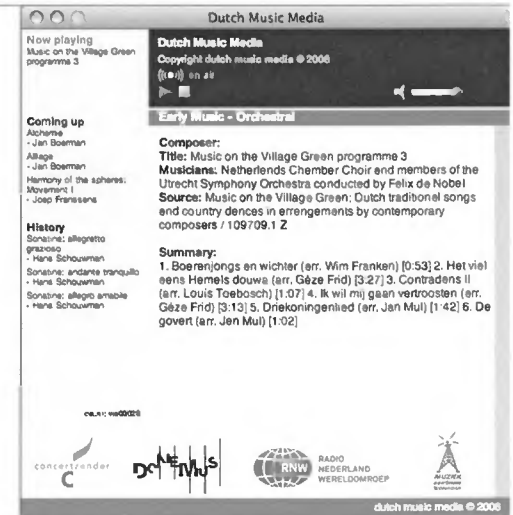 Dutch Music Media
Now playing
Music on the Village Green
programme 3
Coming up
Alcheme
- Jan Boerman
Alliage
- Jan Boerman
Harmony of the spheres:
Movement I
- Joep Franssens
History
Sonatine: allegretto
grazioso
- Hans Schouwman
Sonatine: andante tranquillo
- Hans Schouwman
Sonatine: allegro amabile
- Hans Schouwman
Dutch Music Media
Copyright dutch music media © 2006
on air
Early Music - Orchestral
Composer:
Title: Music on the Village Green programme 3
Musicians: Netherlands Chamber Choir and members of the
Utrecht Symphony Orchestra conducted by Felix de Nobel
Source: Music on the Village Green; Dutch traditional songs
and country dances in arrangements by contemporary
composers / 109709.1 Z
Summary:
1. Boerenjongs en wichter (arr. Wim Franken) [0:53] 2. Het viel
eens Hemels douwe (arr. Géza Frid) [3:27] 3. Contradans II
(arr. Louis Toebosch) [1:07] 4. Ik wil mij gaan vertroosten (arr.
Géza Frid) [3:13] 5. Driekoningenlied (arr. Jan Mul) [1:42] 6. De
govert (arr. Jan Mul) [1:02]
concertzender
C
DONEMUS
RNW
RADIO
NEDERLAND
WERELDOMROEP
MUZIEK
dutch music media © 2006